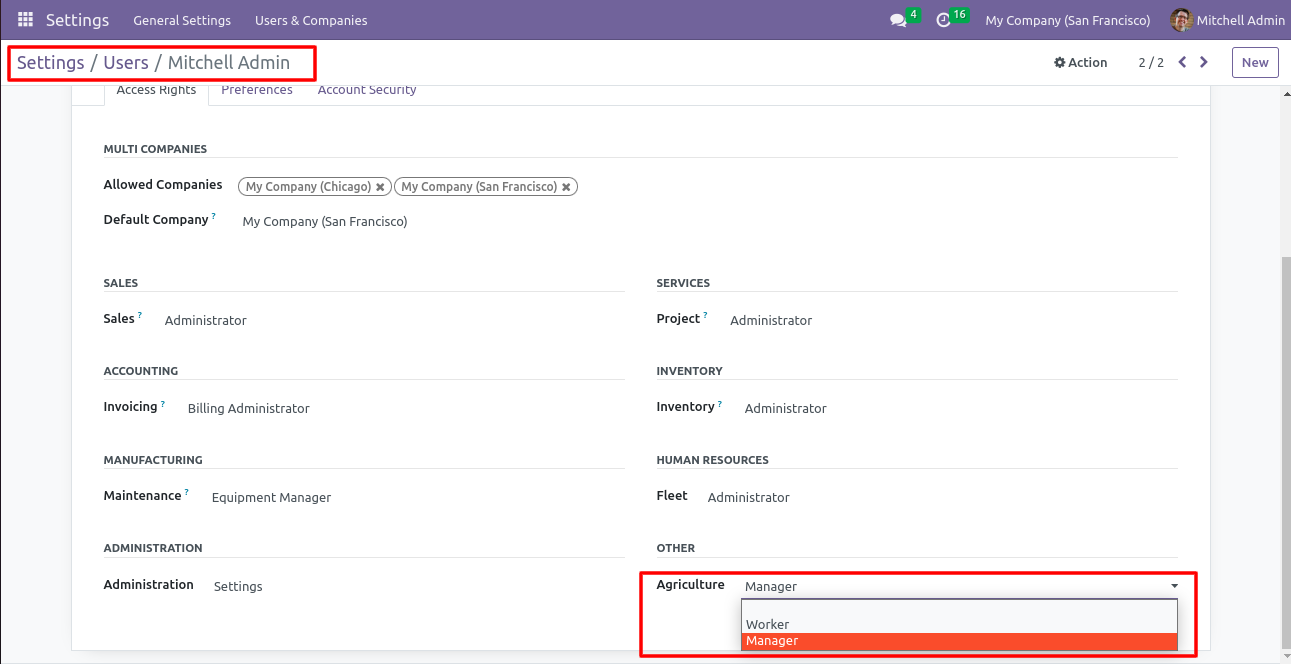 Settings General Settings Users & Companies 4 16 My Company (San Francisco) Mitchell Admin
Settings / Users / Mitchell Admin Action 2 / 2 New
Access Rights Preferences Account Security
MULTI COMPANIES
Allowed Companies My Company (Chicago) ✖ My Company (San Francisco) ✖
Default Company ? My Company (San Francisco)
SALES SERVICES
Sales ? Administrator Project ? Administrator
ACCOUNTING INVENTORY
Invoicing ? Billing Administrator Inventory ? Administrator
MANUFACTURING HUMAN RESOURCES
Maintenance ? Equipment Manager Fleet Administrator
ADMINISTRATION OTHER
Administration Settings Agriculture Manager
Worker
Manager